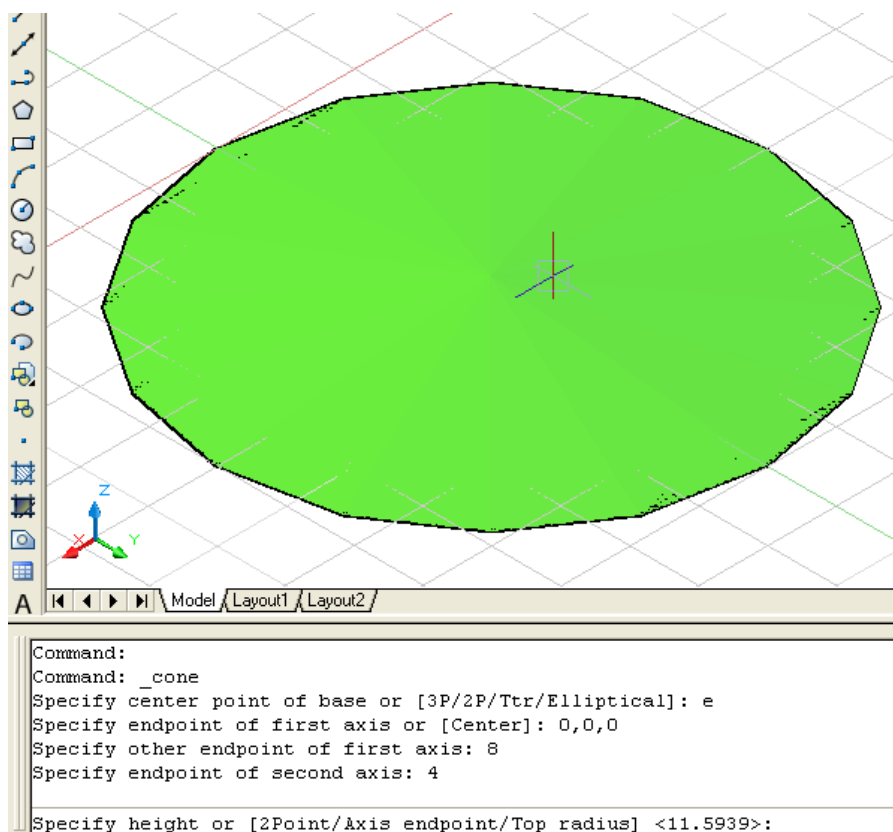 Z
X
Y
A
Model Layout1 Layout2
Command:
Command: _cone
Specify center point of base or [3P/2P/Ttr/Elliptical]: e
Specify endpoint of first axis or [Center]: 0,0,0
Specify other endpoint of first axis: 8
Specify endpoint of second axis: 4
Specify height or [2Point/Axis endpoint/Top radius] <11.5939>: